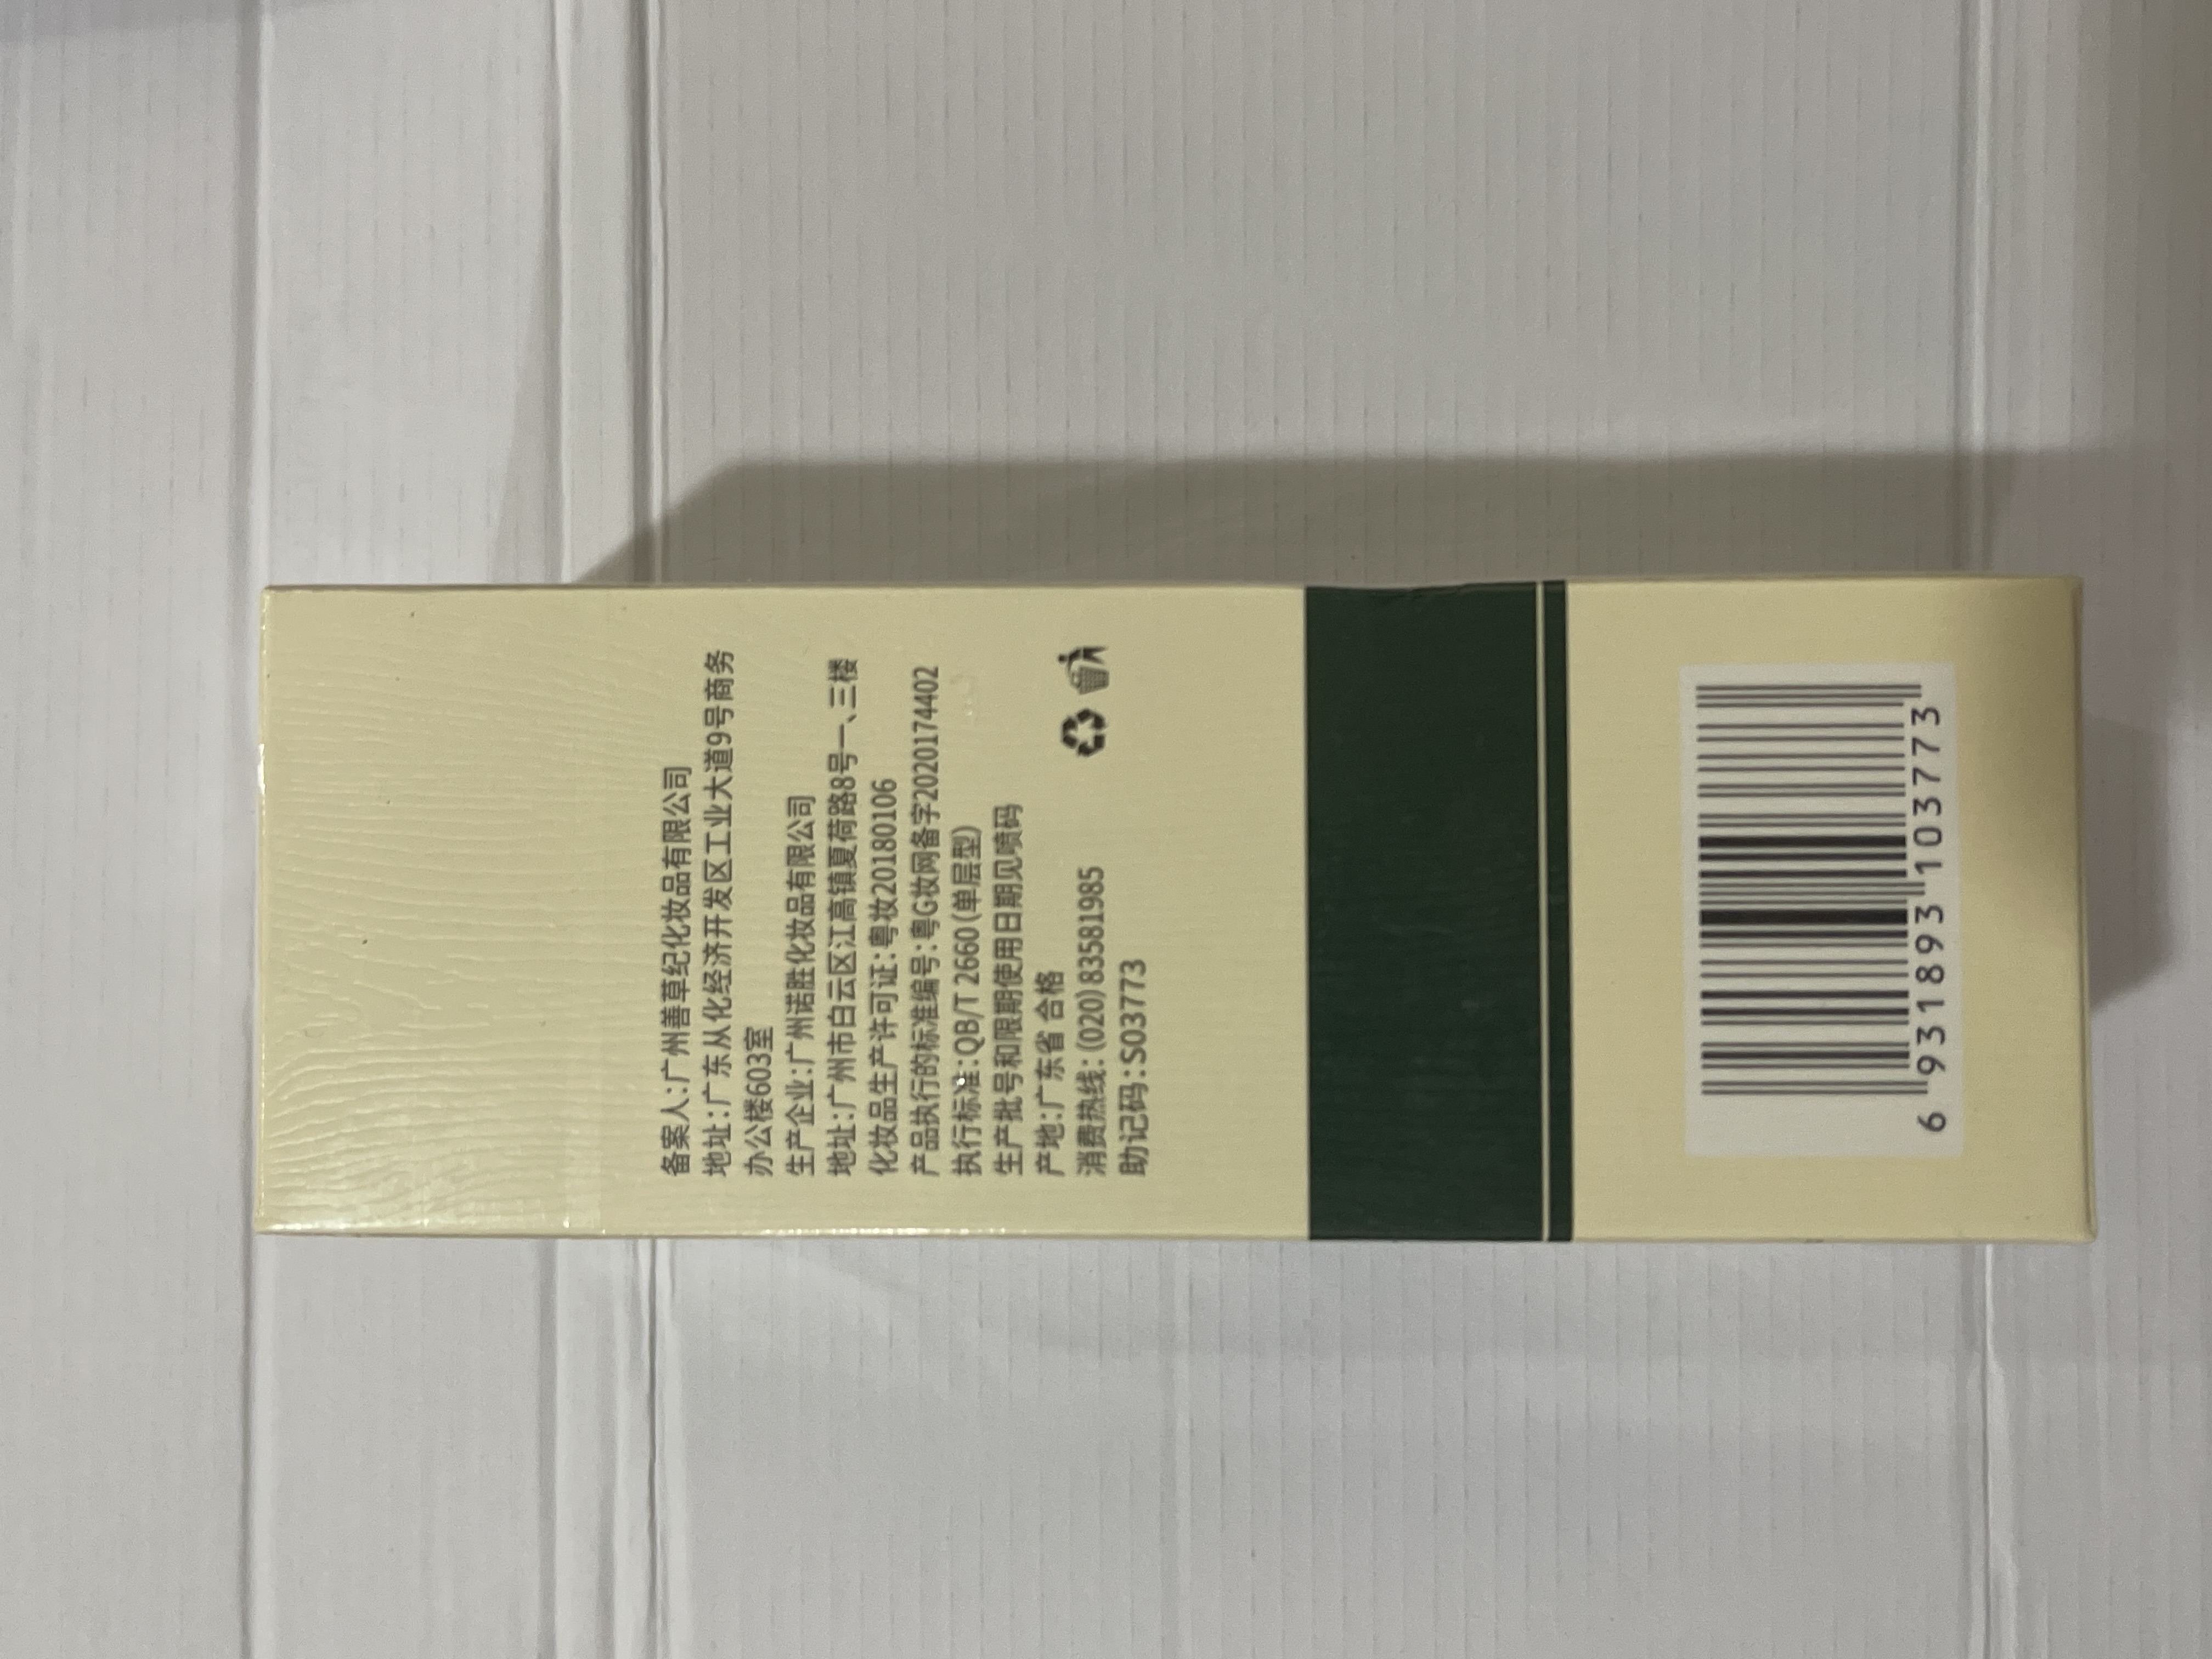 备案人:广州善草纪化妆品有限公司
地址:广东从化经济开发区工业大道9号商务
办公楼603室
生产企业:广州诺胜化妆品有限公司
地址:广州市白云区江高镇夏荷路88号一、三楼
化妆品生产许可证:粤妆20180106
产品执行的标准编号:粤G妆网备字2020174402
执行标准:QB/T 2660(单层型)
生产批号和限期使用日期见喷码
产地:广东省 合格
消费热线:(020)83581985
助记码:S03773
6 931893 103773